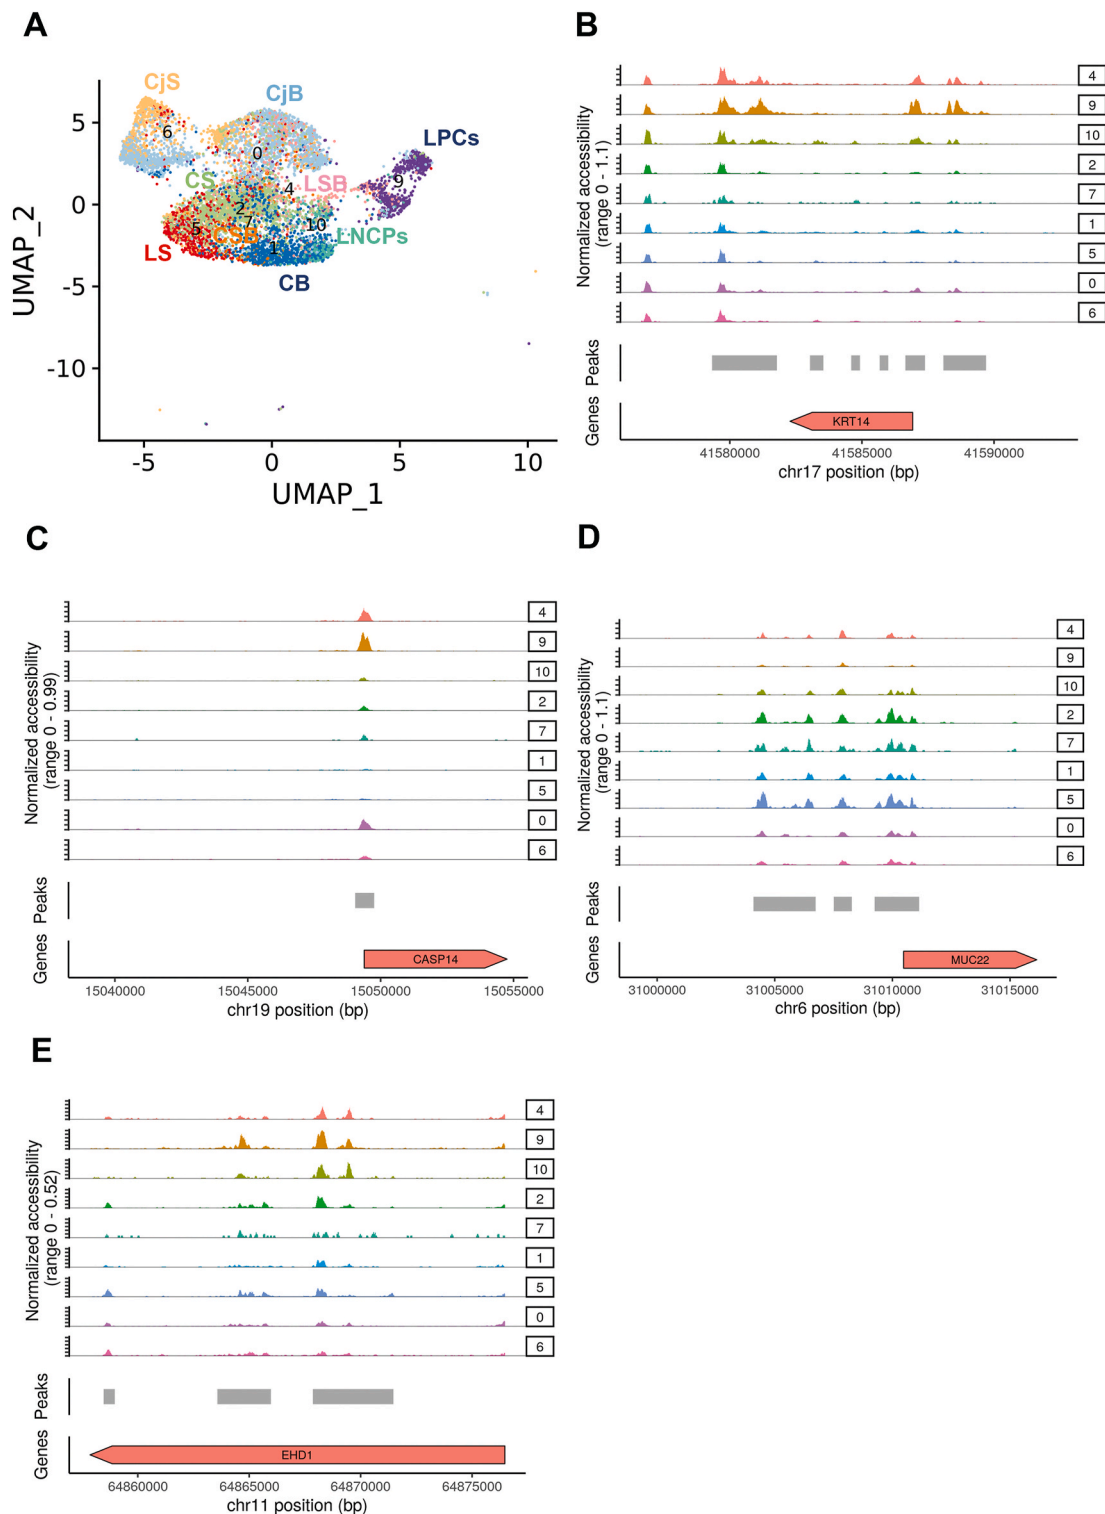 A
CjS
CjB
LPCs
6
0
9
CS
4
LSB
2
7
10
5
CSB
LNCPs
1
LS
CB
5
0
-5
-10
-5
0
5
10
UMAP_1
UMAP_2
B
Normalized accessibility
(range 0 - 1.1)
4
9
10
2
7
1
5
0
6
Peaks
Genes
KRT14
41580000
41585000
41590000
chr17 position (bp)
C
Normalized accessibility
(range 0 - 0.99)
4
9
10
2
7
1
5
0
6
Peaks
Genes
CASP14
15040000
15045000
15050000
15055000
chr19 position (bp)
D
Normalized accessibility
(range 0 - 1.1)
4
9
10
2
7
1
5
0
6
Peaks
Genes
MUC22
31000000
31005000
31010000
31015000
chr6 position (bp)
E
Normalized accessibility
(range 0 - 0.52)
4
9
10
2
7
1
5
0
6
Peaks
Genes
EHD1
64860000
64865000
64870000
64875000
chr11 position (bp)